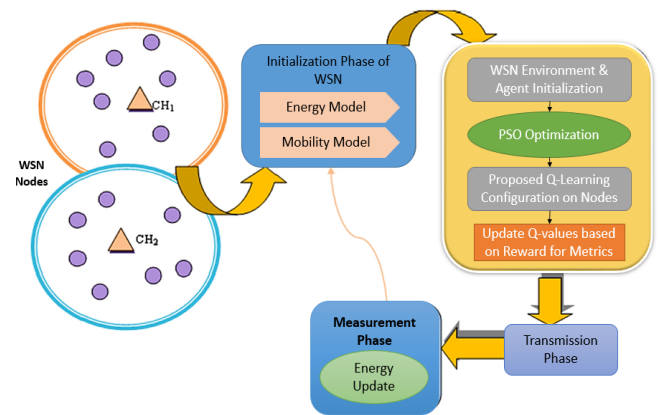 WSN
Nodes
CH1
CH2
Initialization Phase of
WSN
Energy Model
Mobility Model
WSN Environment &
Agent Initialization
PSO Optimization
Proposed Q-Learning
Configuration on Nodes
Update Q-values based
on Reward for Metrics
Transmission
Phase
Measurement
Phase
Energy
Update